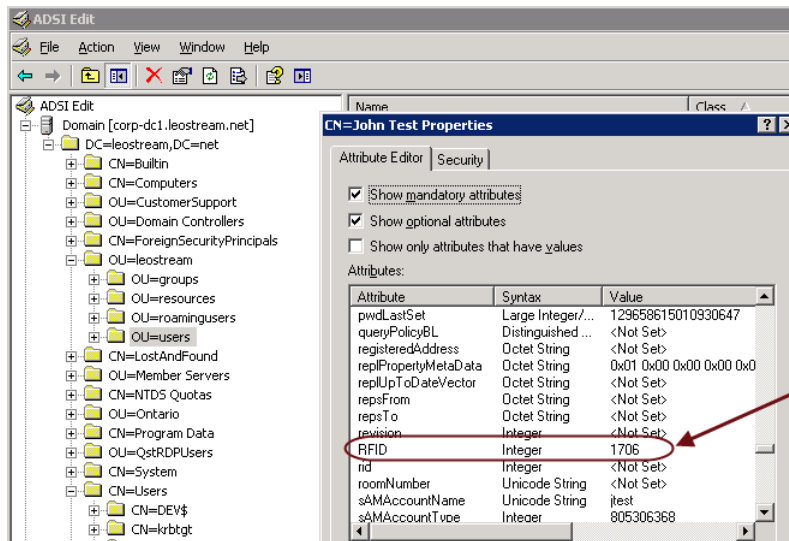 ADSI Edit
File Action View Window Help
ADSI Edit
Domain [corp-dc1.leostream.net]
DC=leostream,DC=net
CN=Builtin
CN=Computers
OU=CustomerSupport
OU=Domain Controllers
CN=ForeignSecurityPrincipals
OU=leostream
OU=groups
OU=resources
OU=roamingusers
OU=users
CN=LostAndFound
OU=Member Servers
CN=NTDS Quotas
OU=Ontario
CN=Program Data
OU=QstRDPUsers
CN=System
CN=Users
CN=DEV$
CN=krbtgt
Name Class
CN=John Test Properties
Attribute Editor Security
Show mandatory attributes
Show optional attributes
Show only attributes that have values
Attributes:
Attribute Syntax Value
pwdLastSet Large Integer/... 129658615010930647
queryPolicyBL Distinguished ... <Not Set>
registeredAddress Octet String <Not Set>
replPropertyMetaData Octet String 0x01 0x00 0x00 0x00 0x0
replUpToDateVector Octet String <Not Set>
repsFrom Octet String <Not Set>
repsTo Octet String <Not Set>
revision Integer <Not Set>
RFID Integer 1706
rid Integer <Not Set>
roomNumber Unicode String <Not Set>
sAMAccountName Unicode String jtest
sAMAccountType Integer 805306368